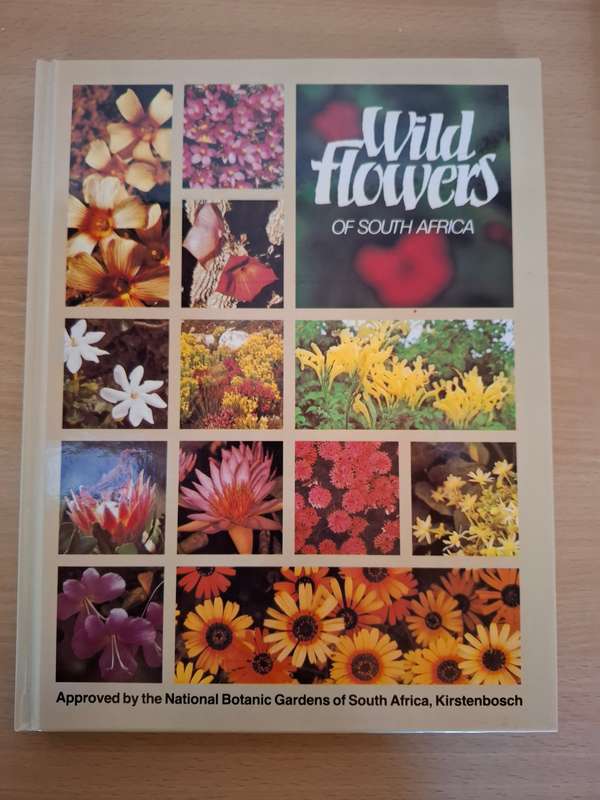 Wild
flowers
OF SOUTH AFRICA
Approved by the National Botanic Gardens of South Africa, Kirstenbosch